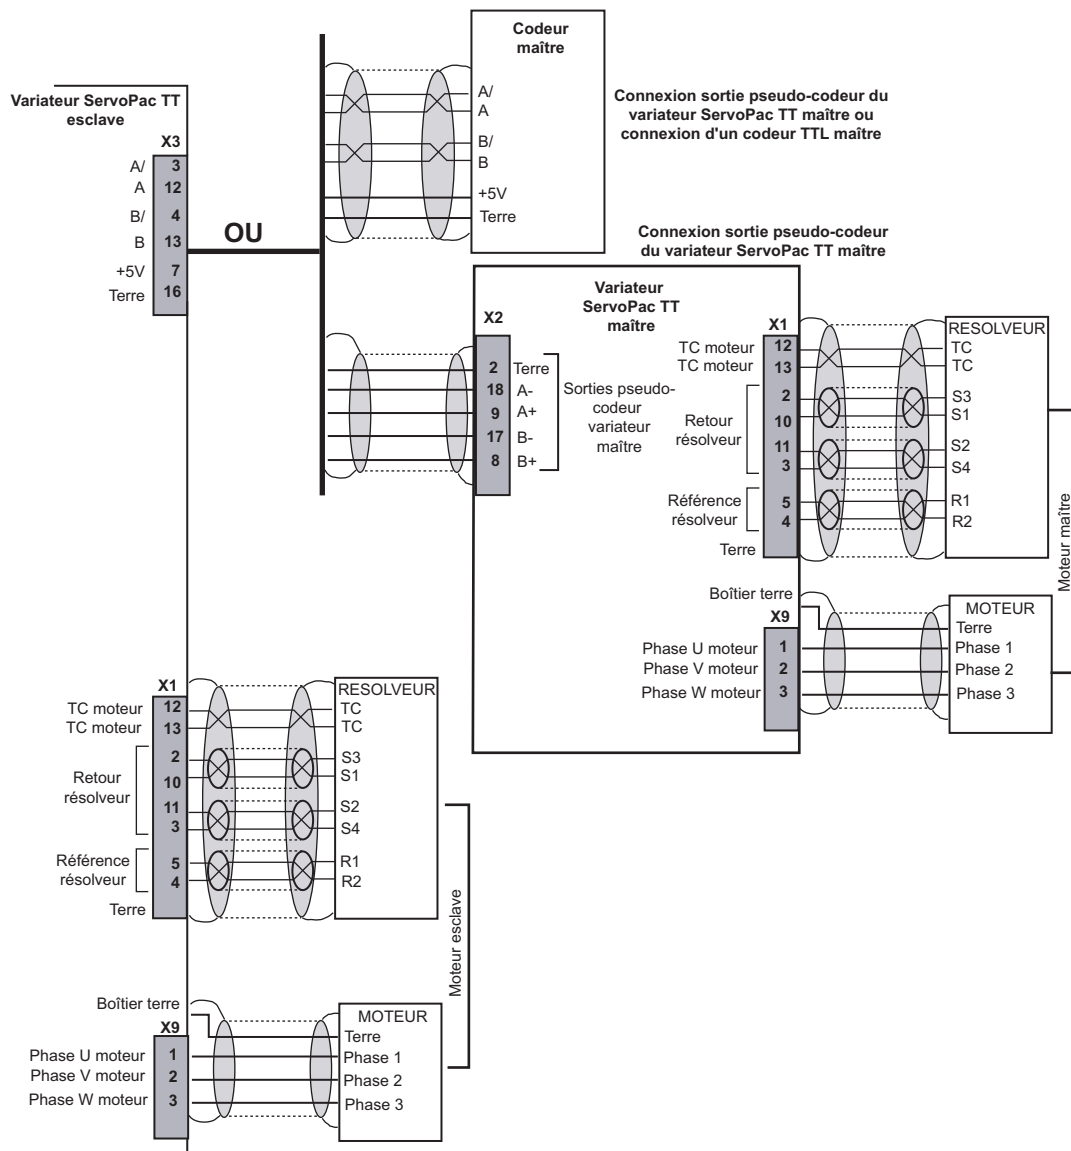 Codeur
maître
A/
A
B/
B
+5V
Terre
Connexion sortie pseudo-codeur du
variateur ServoPac TT maître ou
connexion d'un codeur TTL maître
Variateur ServoPac TT
esclave
X3
A/ 3
A 12
B/ 4
B 13
+5V 7
Terre 16
OU
Connexion sortie pseudo-codeur
du variateur ServoPac TT maître
Variateur
ServoPac TT
maître
X2
2 Terre
18 A-
9 A+
17 B-
8 B+
Sorties pseudo-
codeur
variateur
maître
X1
TC moteur 12
TC moteur 13
2
10
11
3
5
4
Retour
résolveur
Référence
résolveur
Terre
RESOLVEUR
TC
TC
S3
S1
S2
S4
R1
R2
Moteur maître
Boîtier terre
X9
Phase U moteur 1
Phase V moteur 2
Phase W moteur 3
MOTEUR
Terre
Phase 1
Phase 2
Phase 3
X1
TC moteur 12
TC moteur 13
2
10
11
3
5
4
Retour
résolveur
Référence
résolveur
Terre
RESOLVEUR
TC
TC
S3
S1
S2
S4
R1
R2
Moteur esclave
Boîtier terre
X9
Phase U moteur 1
Phase V moteur 2
Phase W moteur 3
MOTEUR
Terre
Phase 1
Phase 2
Phase 3